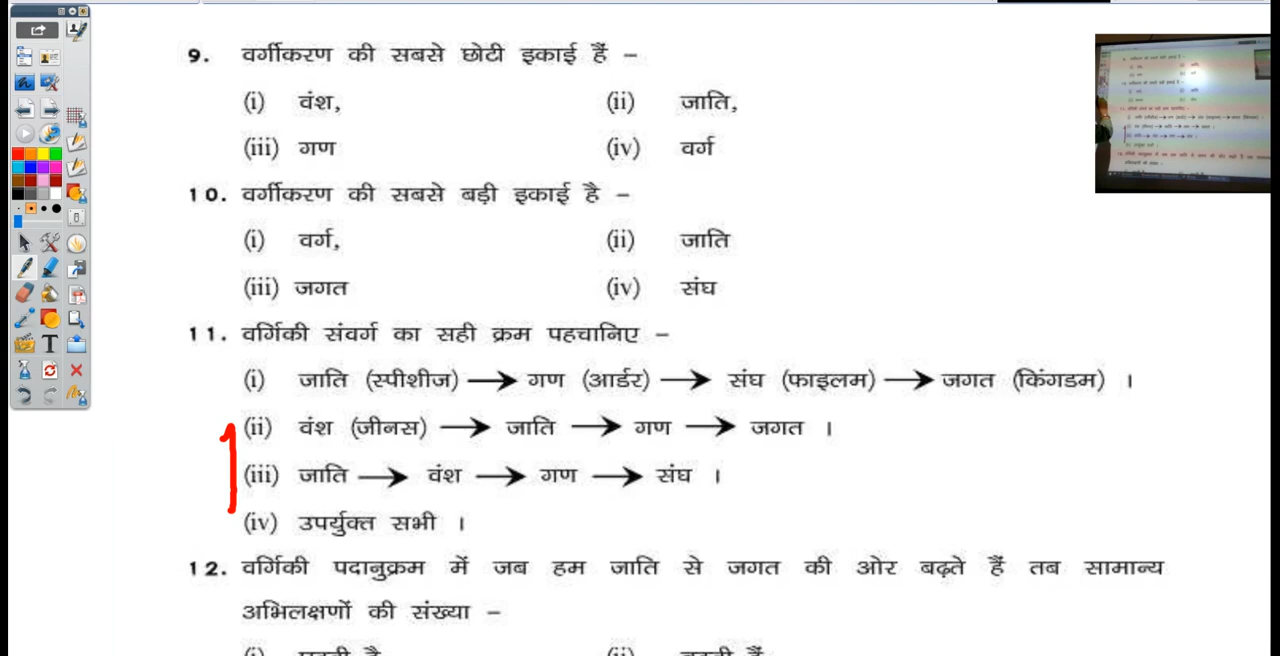 9. वर्गीकरण की सबसे छोटी इकाई हैं –
(i) वंश, (ii) जाति,
(iii) गण (iv) वर्ग
10. वर्गीकरण की सबसे बड़ी इकाई है –
(i) वर्ग, (ii) जाति
(iii) जगत (iv) संघ
11. वर्गिकी संवर्ग का सही क्रम पहचानिए –
(i) जाति (स्पीशीज) → गण (आर्डर) → संघ (फाइलम) → जगत (किंगडम) ।
(ii) वंश (जीनस) → जाति → गण → जगत ।
(iii) जाति → वंश → गण → संघ ।
(iv) उपर्युक्त सभी ।
12. वर्गिकी पदानुक्रम में जब हम जाति से जगत की ओर बढ़ते हैं तब सामान्य
अभिलक्षणों की संख्या –
(i) (ii)